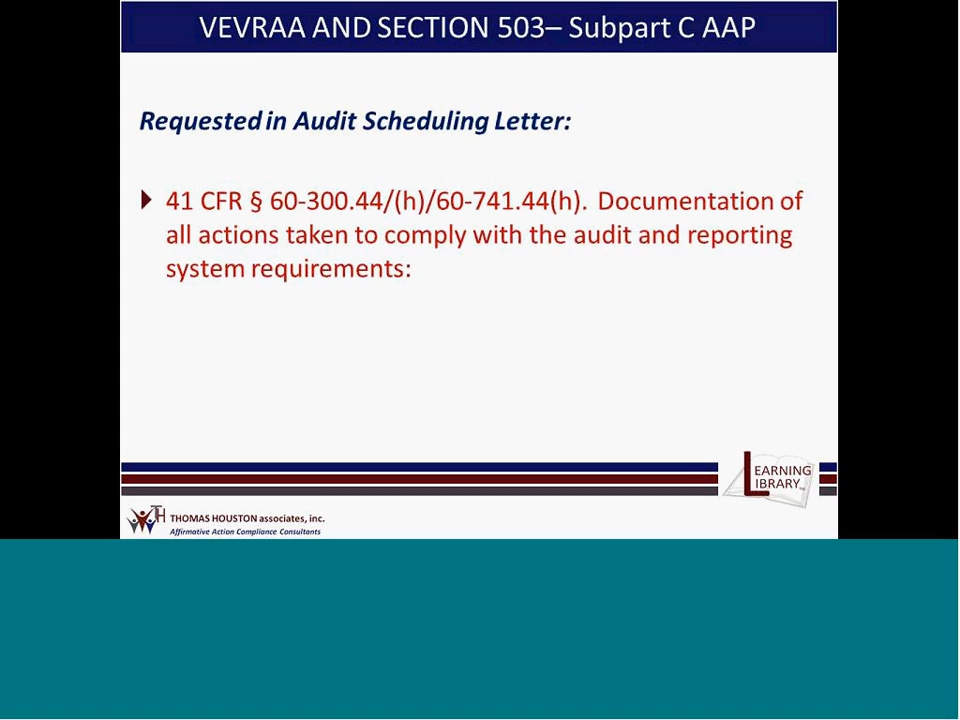 VEVRAA AND SECTION 503– Subpart C AAP
Requested in Audit Scheduling Letter:
41 CFR § 60-300.44/(h)/60-741.44(h). Documentation of
all actions taken to comply with the audit and reporting
system requirements:
LEARNING
LIBRARY
TH
THOMAS HOUSTON associates, inc.
Affirmative Action Compliance Consultants